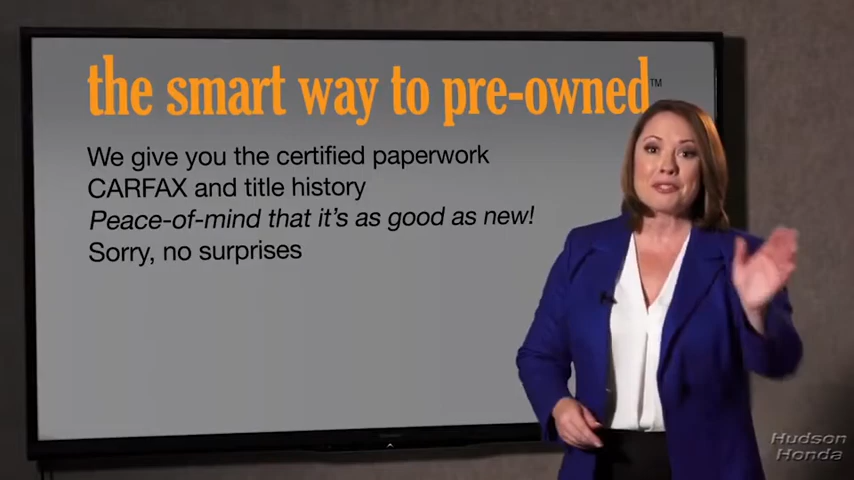 the smart way to pre-owned™
We give you the certified paperwork
CARFAX and title history
Peace-of-mind that it's as good as new!
Sorry, no surprises
Hudson
Honda